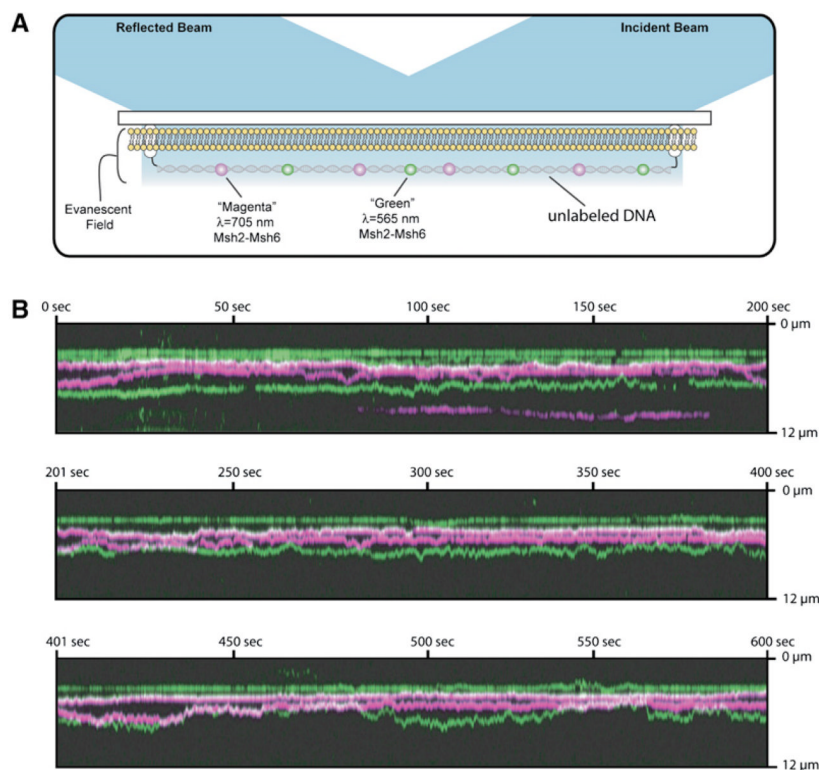 A
Reflected Beam
Incident Beam
Evanescent
Field
"Magenta"
λ=705 nm
Msh2-Msh6
"Green"
λ=565 nm
Msh2-Msh6
unlabeled DNA
B
0 sec 50 sec 100 sec 150 sec 200 sec
0 µm
12 µm
201 sec 250 sec 300 sec 350 sec 400 sec
0 µm
12 µm
401 sec 450 sec 500 sec 550 sec 600 sec
0 µm
12 µm